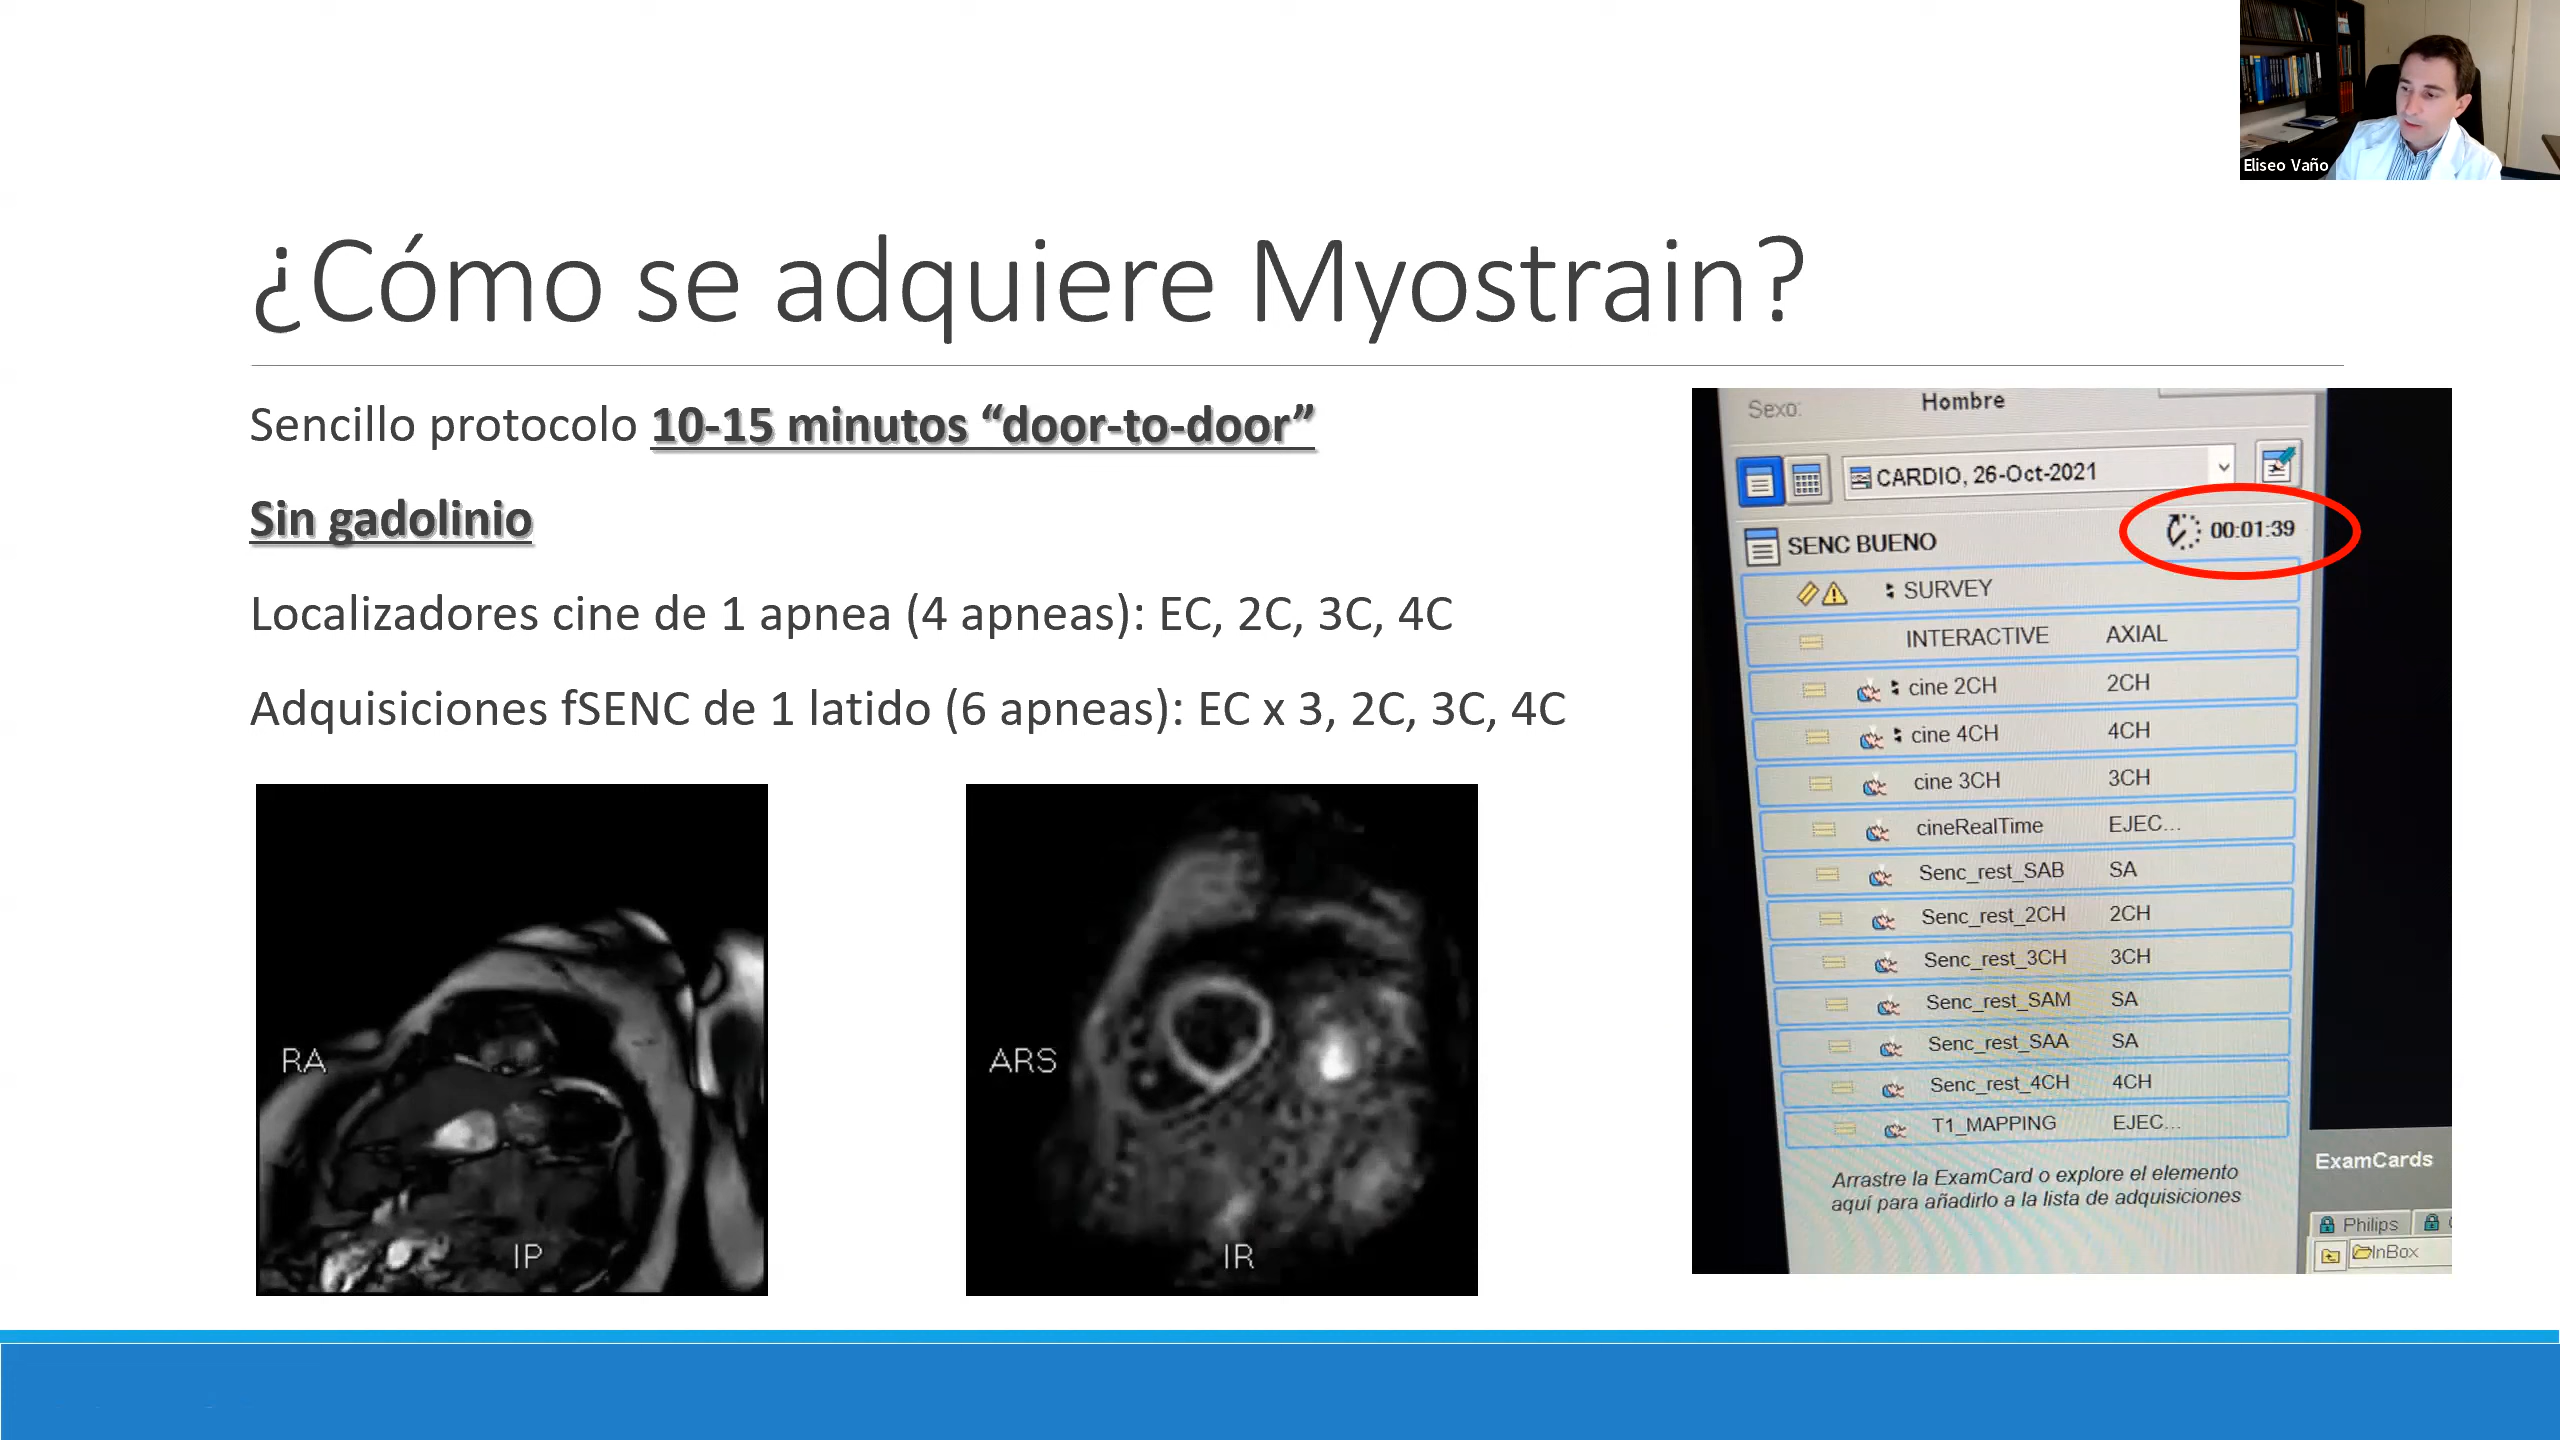 Eliseo Vaño
¿Cómo se adquiere Myostrain?
Sencillo protocolo 10-15 minutos “door-to-door”
Sin gadolinio
Localizadores cine de 1 apnea (4 apneas): EC, 2C, 3C, 4C
Adquisiciones fSENC de 1 latido (6 apneas): EC x 3, 2C, 3C, 4C
RA
IP
ARS
IR
Sexo: Hombre
CARDIO, 26-Oct-2021
SENC BUENO 00:01:39
SURVEY
INTERACTIVE AXIAL
cine 2CH 2CH
cine 4CH 4CH
cine 3CH 3CH
cineRealTime EJEC...
Senc_rest_SAB SA
Senc_rest_2CH 2CH
Senc_rest_3CH 3CH
Senc_rest_SAM SA
Senc_rest_SAA SA
Senc_rest_4CH 4CH
T1_MAPPING EJEC...
Arrastre la ExamCard o explore el elemento
aquí para añadirlo a la lista de adquisiciones
ExamCards
Philips
InBox